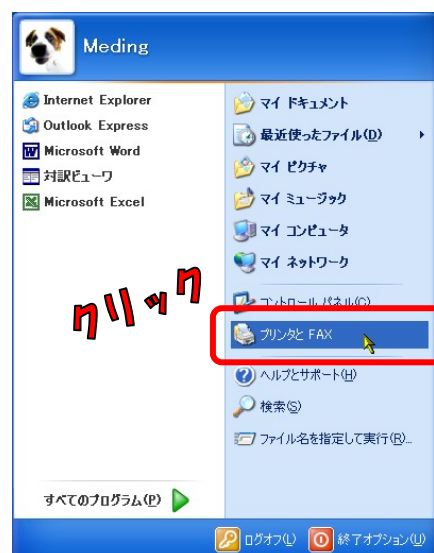 Meding
Internet Explorer
Outlook Express
Microsoft Word
対訳ビューワ
Microsoft Excel
クリック
すべてのプログラム(P)
マイ ドキュメント
最近使ったファイル(D)
マイ ピクチャ
マイ ミュージック
マイ コンピュータ
マイ ネットワーク
コントロール パネル(C)
プリンタと FAX
ヘルプとサポート(H)
検索(S)
ファイル名を指定して実行(R)...
ログオフ(L)
終了オプション(U)